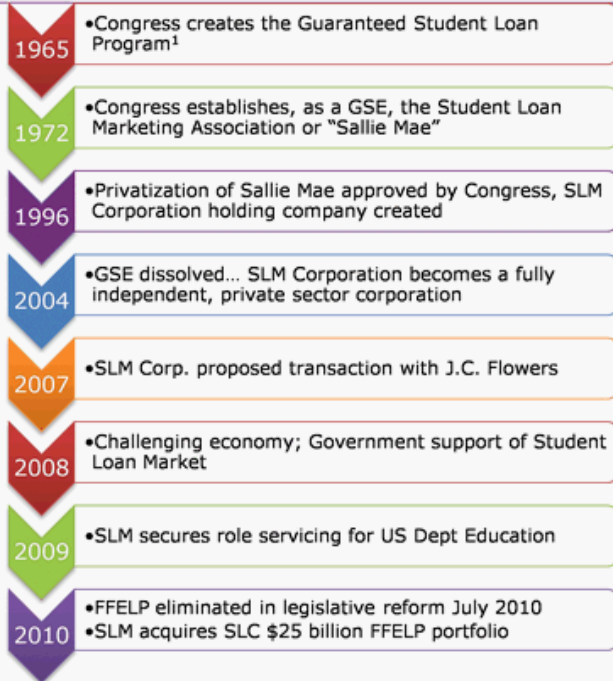 1965
•Congress creates the Guaranteed Student Loan
Program¹
1972
•Congress establishes, as a GSE, the Student Loan
Marketing Association or “Sallie Mae”
1996
•Privatization of Sallie Mae approved by Congress, SLM
Corporation holding company created
2004
•GSE dissolved... SLM Corporation becomes a fully
independent, private sector corporation
2007
•SLM Corp. proposed transaction with J.C. Flowers
2008
•Challenging economy; Government support of Student
Loan Market
2009
•SLM secures role servicing for US Dept Education
2010
•FFELP eliminated in legislative reform July 2010
•SLM acquires SLC $25 billion FFELP portfolio